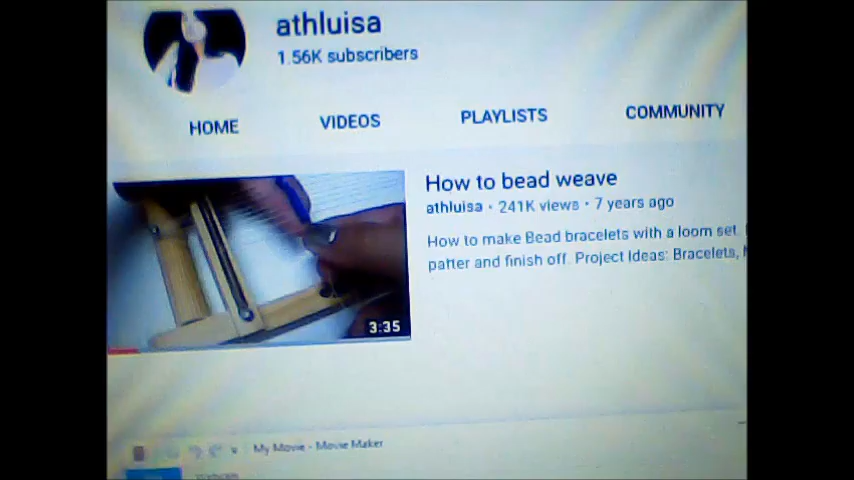 athluisa
1.56K subscribers
HOME VIDEOS PLAYLISTS COMMUNITY
How to bead weave
athluisa · 241K views · 7 years ago
How to make Bead bracelets with a loom set.
patter and finish off. Project Ideas: Bracelets,
3:35
My Movie - Movie Maker